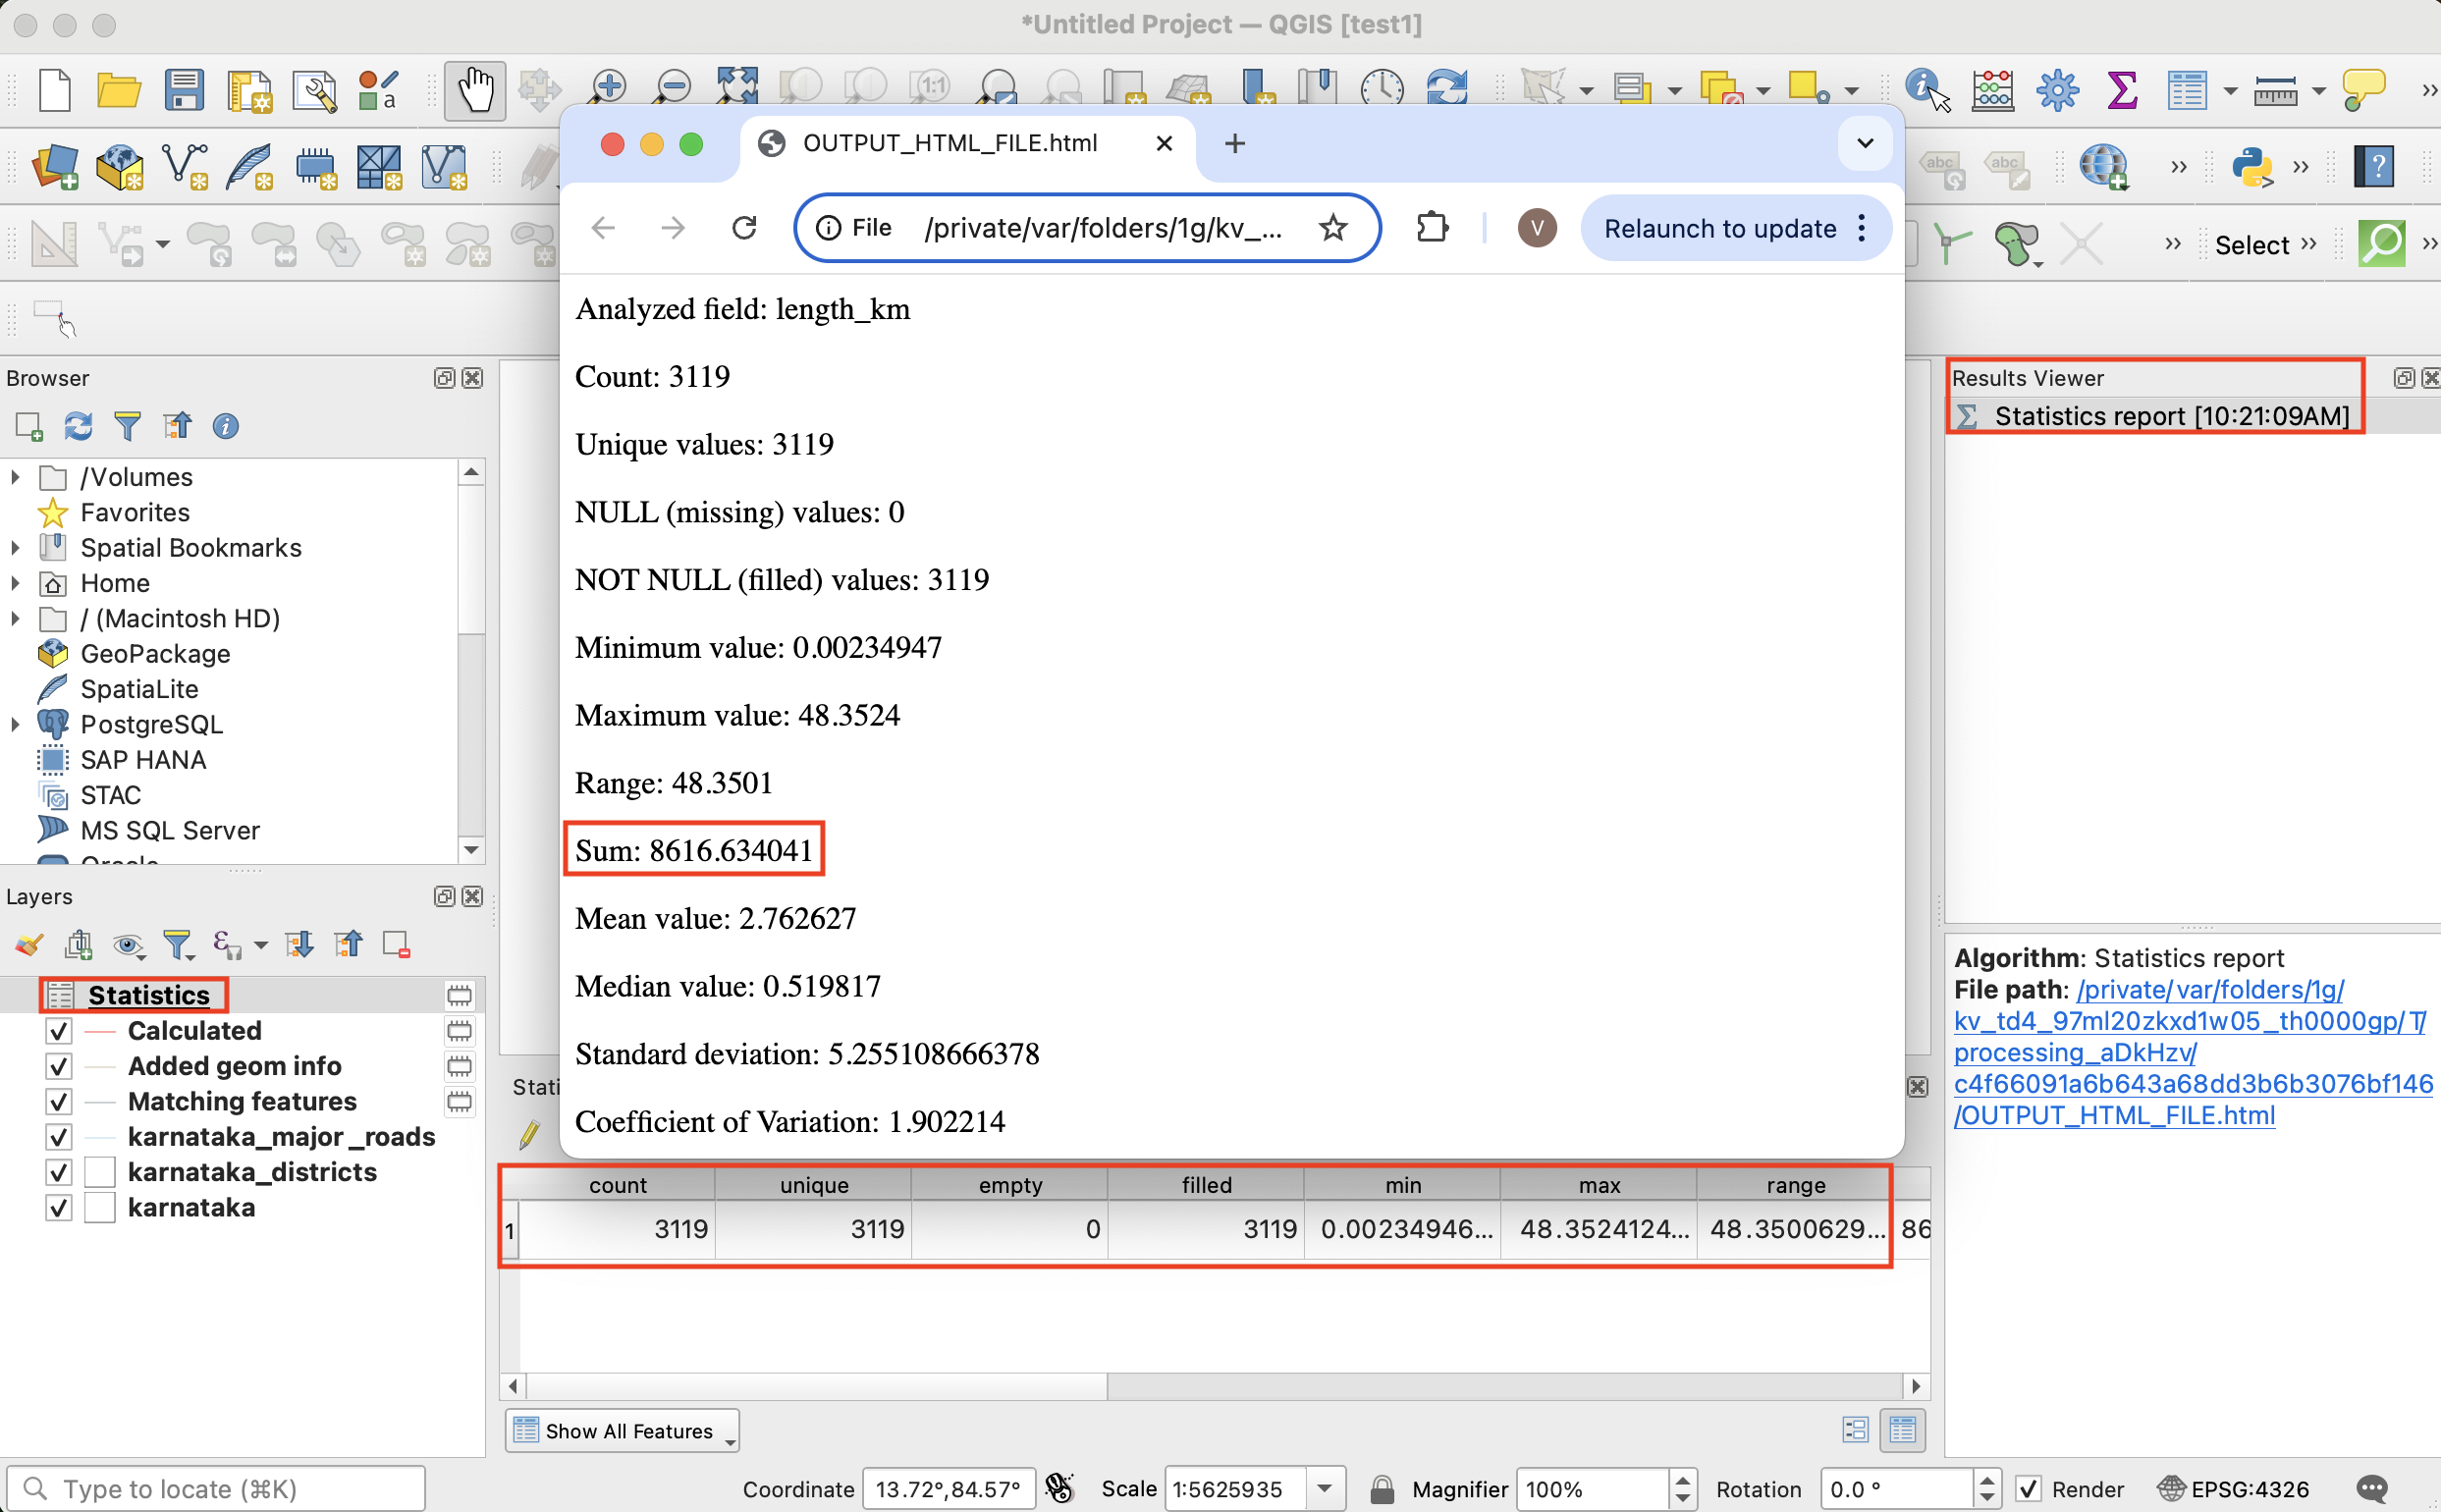 *Untitled Project — QGIS [test1]
a
1:1
abc
abc
Select
OUTPUT_HTML_FILE.html
File /private/var/folders/1g/kv_...
V
Relaunch to update
Analyzed field: length_km
Count: 3119
Unique values: 3119
NULL (missing) values: 0
NOT NULL (filled) values: 3119
Minimum value: 0.00234947
Maximum value: 48.3524
Range: 48.3501
Sum: 8616.634041
Mean value: 2.762627
Median value: 0.519817
Standard deviation: 5.255108666378
Coefficient of Variation: 1.902214
Browser
/Volumes
Favorites
Spatial Bookmarks
Home
/ (Macintosh HD)
GeoPackage
SpatiaLite
PostgreSQL
SAP HANA
STAC
MS SQL Server
Oracle
Layers
Statistics
Calculated
Added geom info
Matching features
karnataka_major_roads
karnataka_districts
karnataka
Stati
count unique empty filled min max range
1 3119 3119 0 3119 0.00234946... 48.3524124... 48.3500629... 86
Show All Features
Results Viewer
Statistics report [10:21:09AM]
Algorithm: Statistics report
File path: /private/var/folders/1g/
kv_td4_97ml20zkxd1w05_th0000gp/T/
processing_aDkHzv/
c4f66091a6b643a68dd3b6b3076bf146
/OUTPUT_HTML_FILE.html
Type to locate (⌘K)
Coordinate 13.72°,84.57°
Scale 1:5625935
Magnifier 100%
Rotation 0.0 °
Render
EPSG:4326